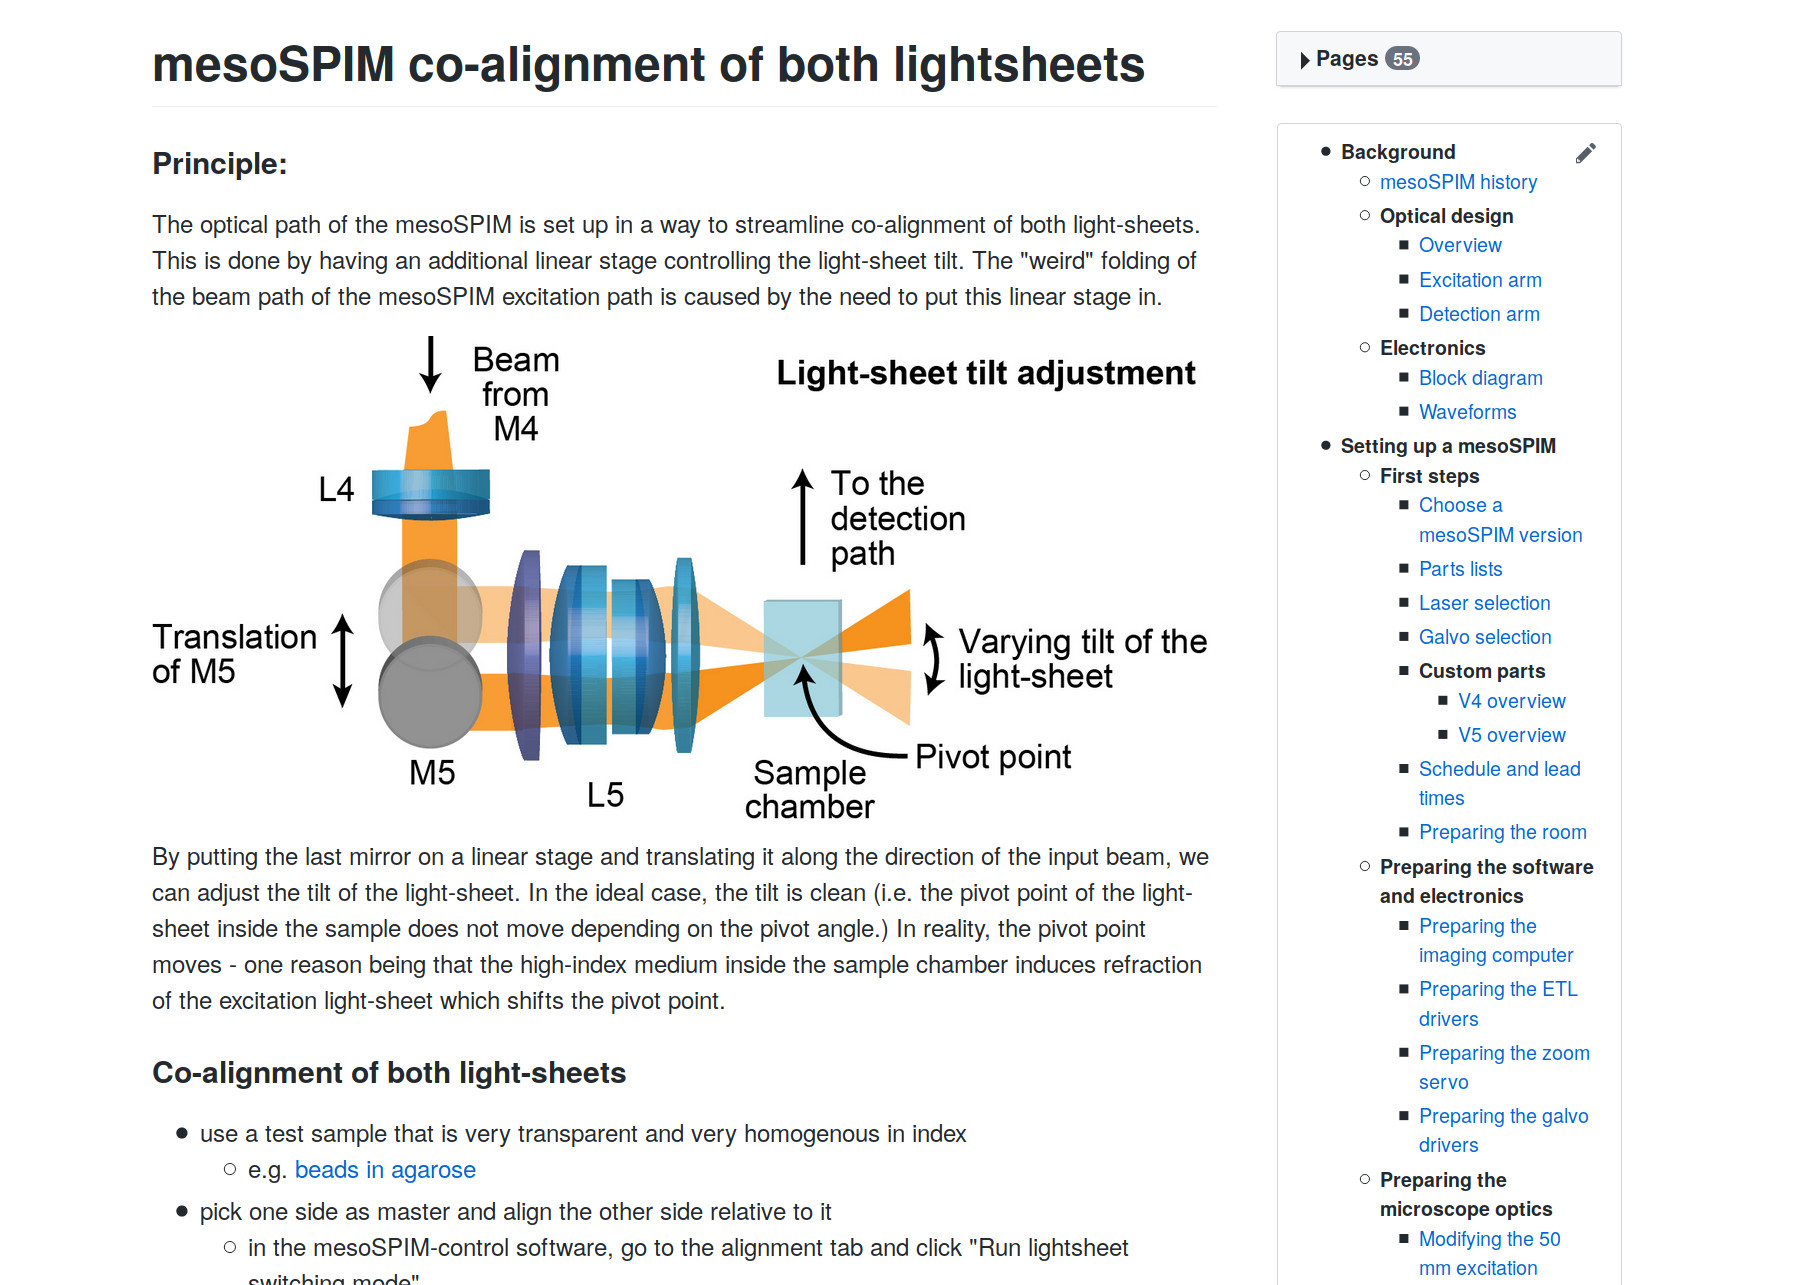 mesoSPIM co-alignment of both lightsheets
Principle:
The optical path of the mesoSPIM is set up in a way to streamline co-alignment of both light-sheets.
This is done by having an additional linear stage controlling the light-sheet tilt. The "weird" folding of
the beam path of the mesoSPIM excitation path is caused by the need to put this linear stage in.
Beam
from
M4
Light-sheet tilt adjustment
L4
To the
detection
path
Translation
of M5
Varying tilt of the
light-sheet
M5
L5
Sample
chamber
Pivot point
By putting the last mirror on a linear stage and translating it along the direction of the input beam, we
can adjust the tilt of the light-sheet. In the ideal case, the tilt is clean (i.e. the pivot point of the light-
sheet inside the sample does not move depending on the pivot angle.) In reality, the pivot point
moves - one reason being that the high-index medium inside the sample chamber induces refraction
of the excitation light-sheet which shifts the pivot point.
Co-alignment of both light-sheets
use a test sample that is very transparent and very homogenous in index
e.g. beads in agarose
pick one side as master and align the other side relative to it
in the mesoSPIM-control software, go to the alignment tab and click "Run lightsheet
switching mode"
Pages 55
Background
mesoSPIM history
Optical design
Overview
Excitation arm
Detection arm
Electronics
Block diagram
Waveforms
Setting up a mesoSPIM
First steps
Choose a
mesoSPIM version
Parts lists
Laser selection
Galvo selection
Custom parts
V4 overview
V5 overview
Schedule and lead
times
Preparing the room
Preparing the software
and electronics
Preparing the
imaging computer
Preparing the ETL
drivers
Preparing the zoom
servo
Preparing the galvo
drivers
Preparing the
microscope optics
Modifying the 50
mm excitation